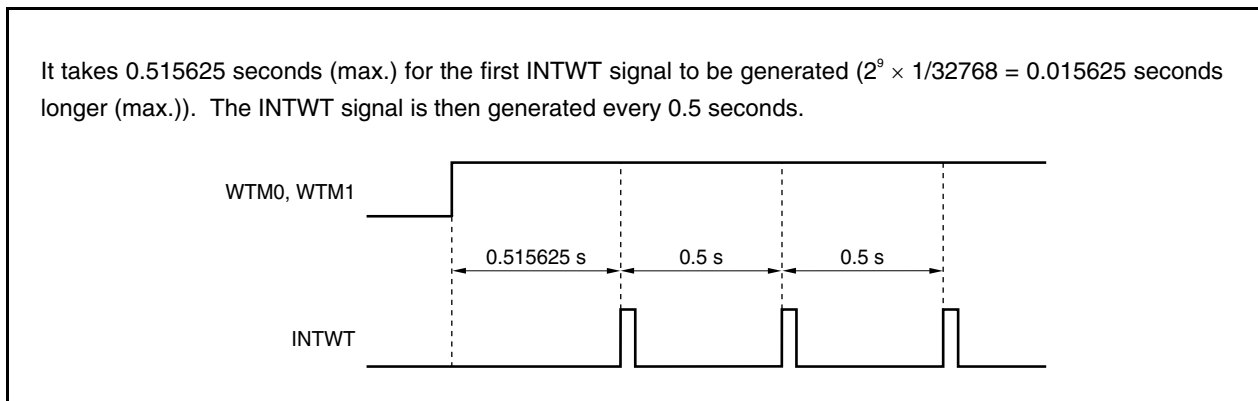 It takes 0.515625 seconds (max.) for the first INTWT signal to be generated (2⁹ × 1/32768 = 0.015625 seconds
longer (max.)).  The INTWT signal is then generated every 0.5 seconds.
WTM0, WTM1
0.515625 s
0.5 s
0.5 s
INTWT